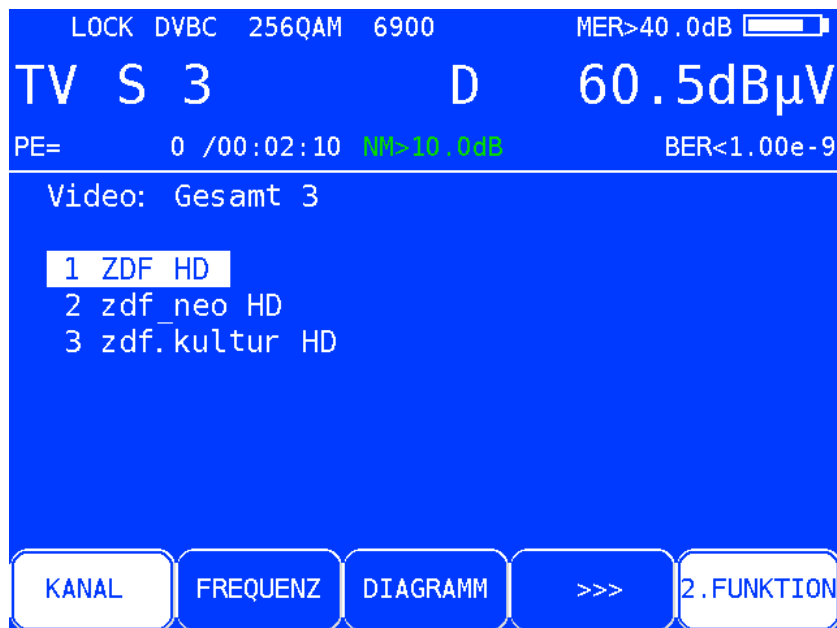 LOCK DVBC 256QAM 6900 MER>40.0dB
TV S 3 D 60.5dBµV
PE= 0 /00:02:10 NM>10.0dB BER<1.00e-9
Video: Gesamt 3
1 ZDF HD
2 zdf_neo HD
3 zdf.kultur HD
KANAL FREQUENZ DIAGRAMM >>> 2.FUNKTION